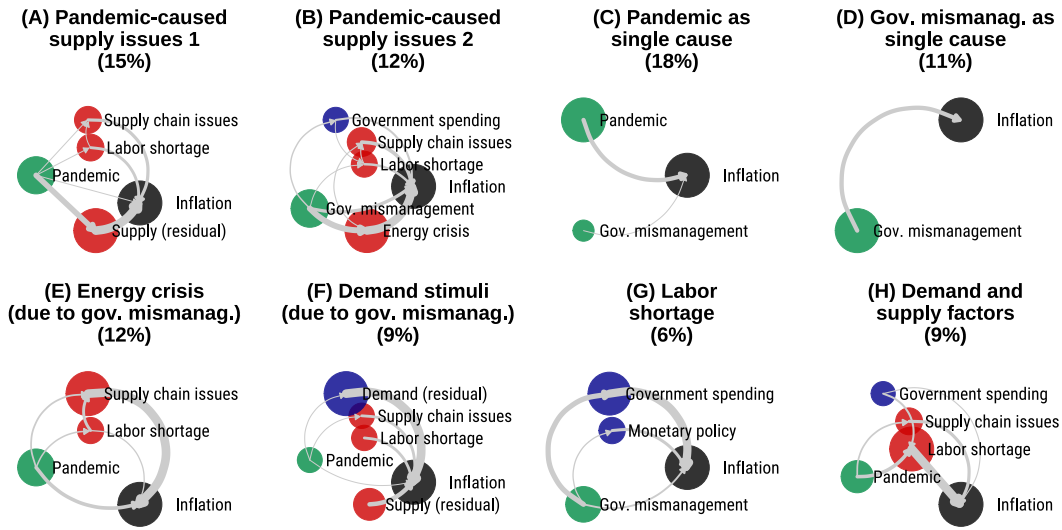 (A) Pandemic-caused
supply issues 1
(15%)
Supply chain issues
Labor shortage
Pandemic
Inflation
Supply (residual)
(B) Pandemic-caused
supply issues 2
(12%)
Government spending
Supply chain issues
Labor shortage
Inflation
Gov. mismanagement
Energy crisis
(C) Pandemic as
single cause
(18%)
Pandemic
Inflation
Gov. mismanagement
(D) Gov. mismanag. as
single cause
(11%)
Inflation
Gov. mismanagement
(E) Energy crisis
(due to gov. mismanag.)
(12%)
Supply chain issues
Labor shortage
Pandemic
Inflation
(F) Demand stimuli
(due to gov. mismanag.)
(9%)
Demand (residual)
Supply chain issues
Labor shortage
Pandemic
Inflation
Supply (residual)
(G) Labor
shortage
(6%)
Government spending
Monetary policy
Inflation
Gov. mismanagement
(H) Demand and
supply factors
(9%)
Government spending
Supply chain issues
Labor shortage
Pandemic
Inflation